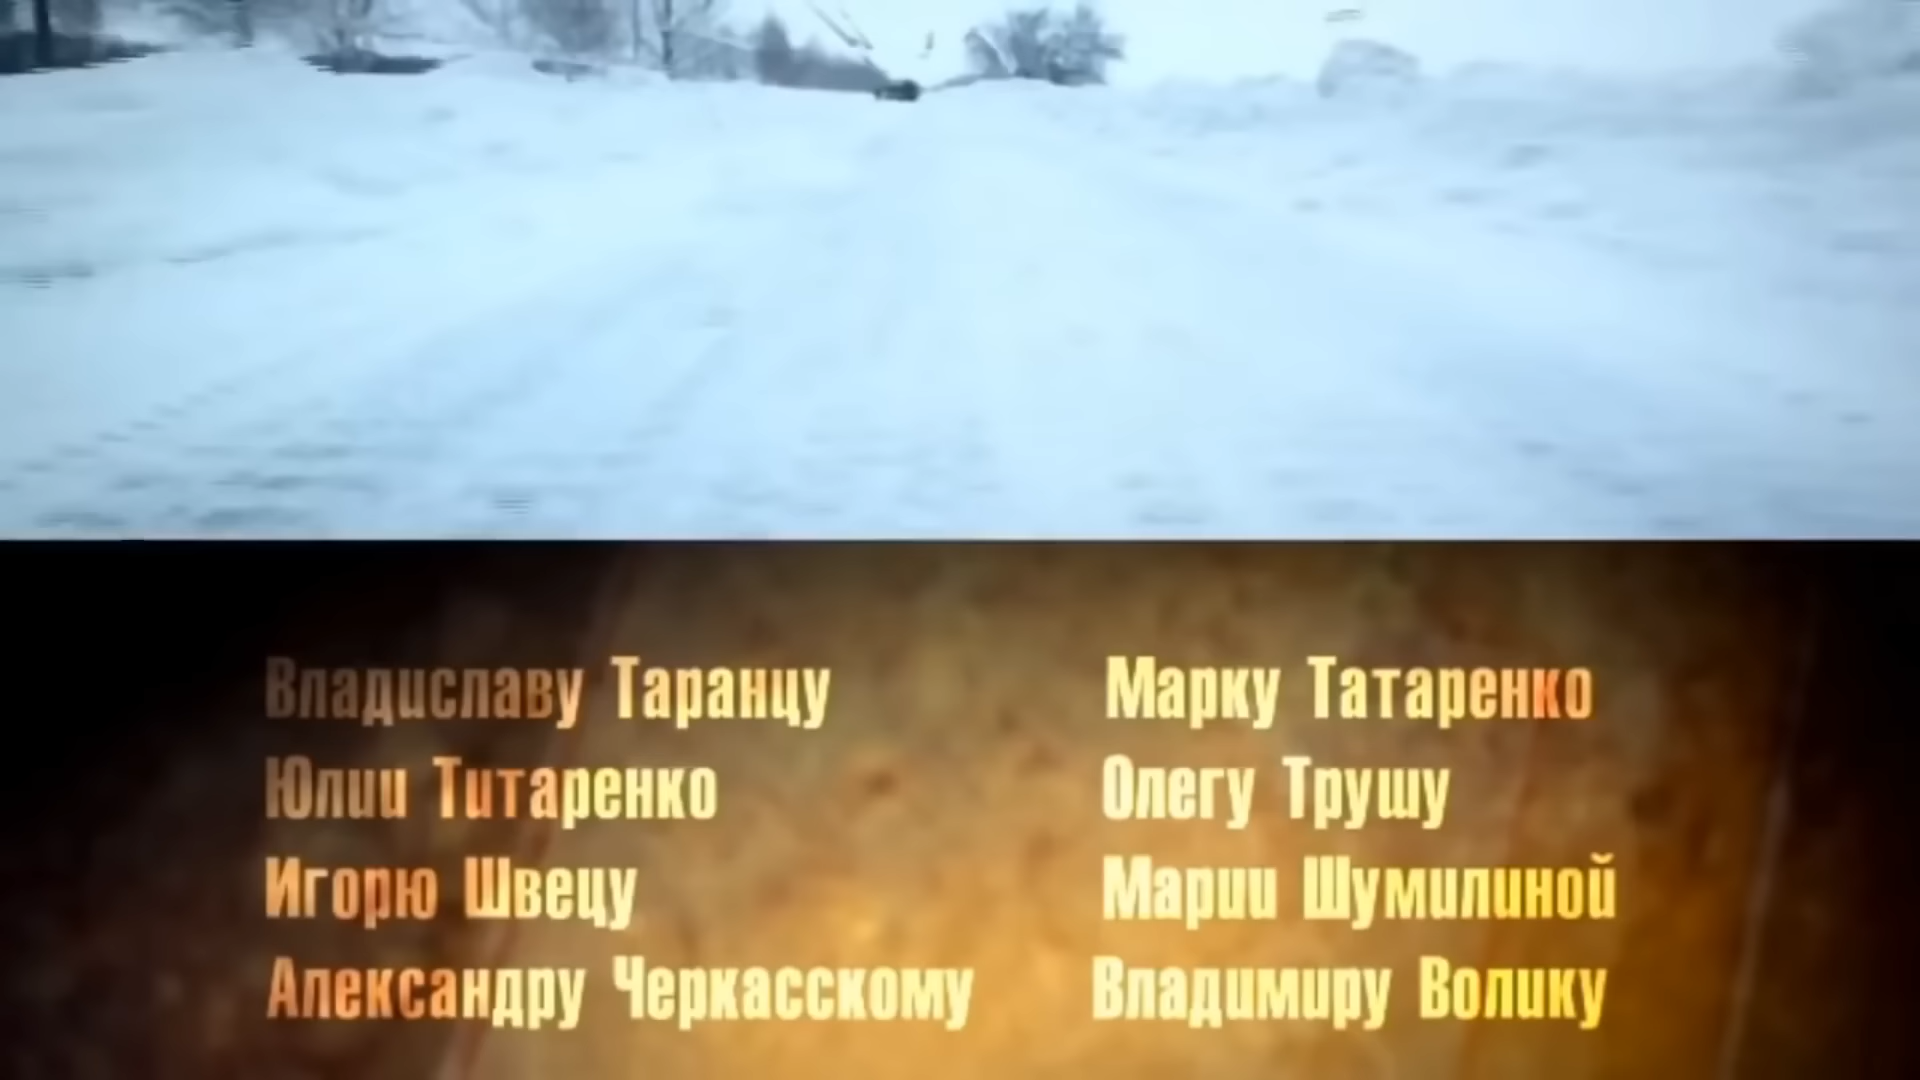 Владиславу Таранцу
Марку Татаренко
Юлии Титаренко
Олегу Трушу
Игорю Швецу
Марии Шумилиной
Александру Черкасскому
Владимиру Волику